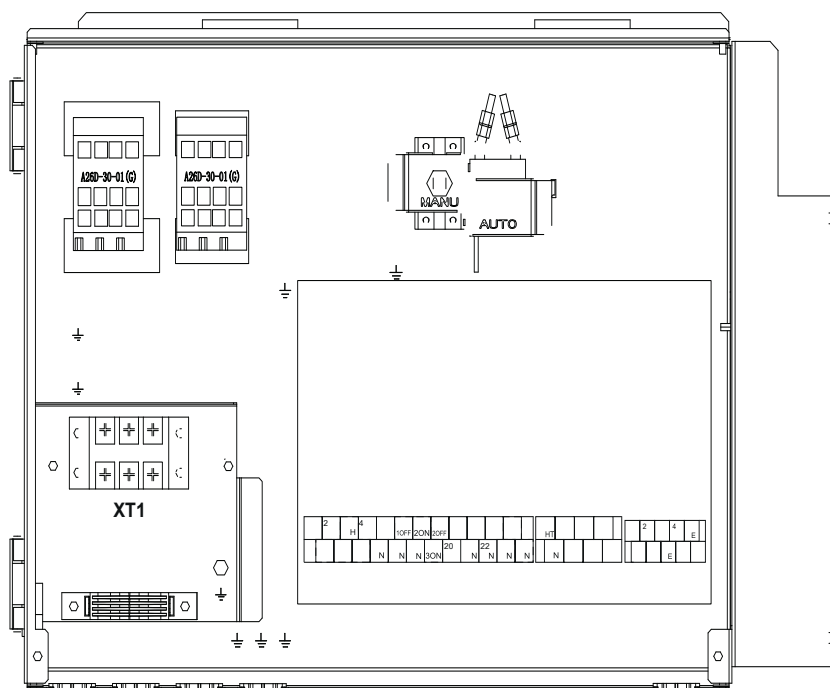 A26D-30-01(G) A26D-30-01(G)
MANU
AUTO
XT1
2 4
H 1OFF 2ON 2OFF
20 22
N N N 3ON N N N N
HT
N
2 4
E
E